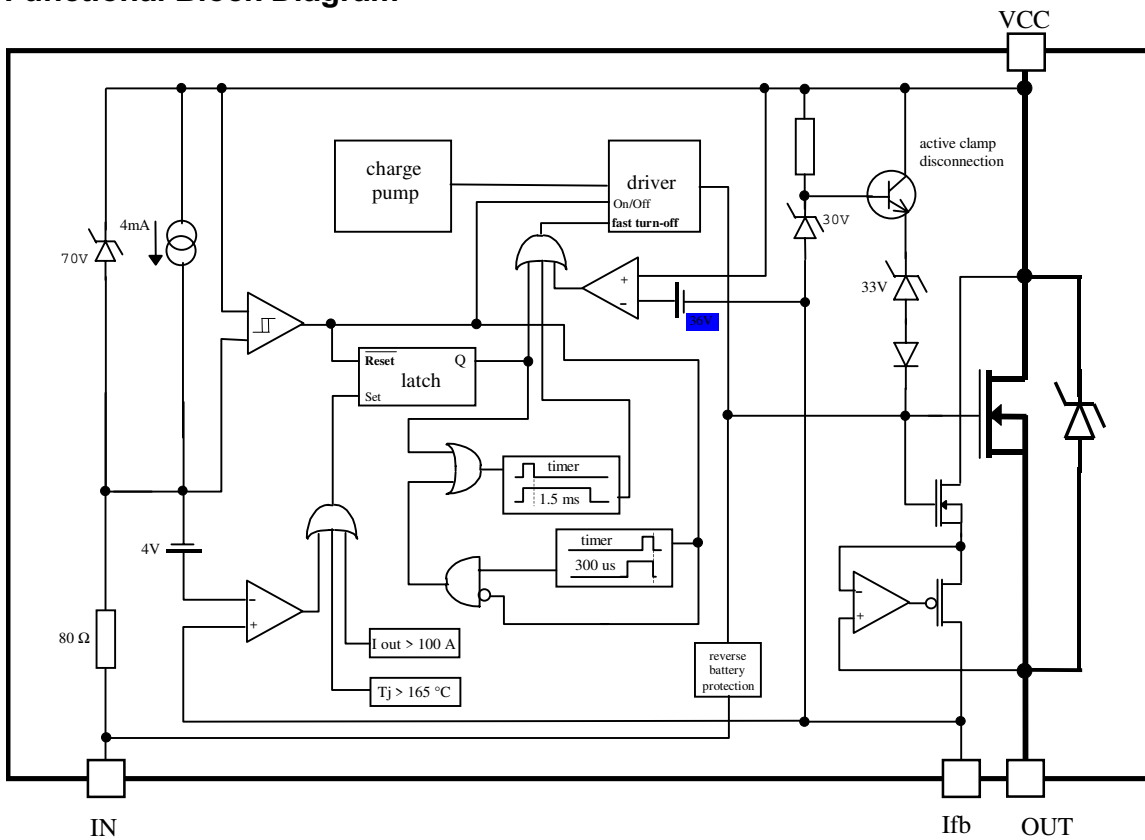 Functional Block Diagram
VCC
active clamp
disconnection
charge
pump
driver
On/Off
fast turn-off
4mA
70V
30V
33V
+
-
36V
Reset
Q
latch
Set
timer
1.5 ms
4V
timer
300 us
-
+
-
+
80 Ω
I out > 100 A
reverse
battery
protection
Tj > 165 °C
IN
Ifb
OUT